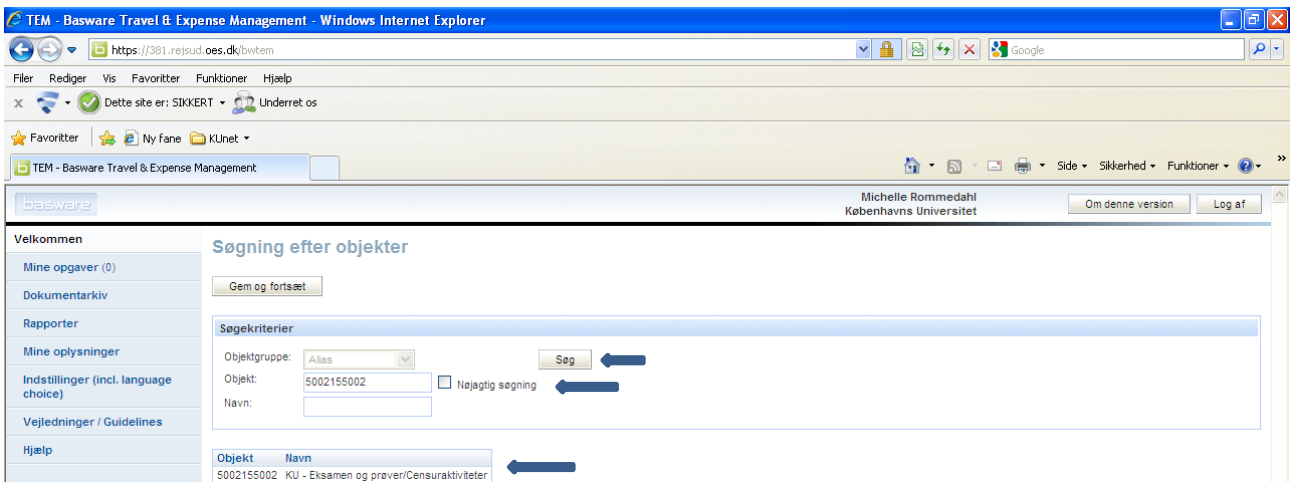 TEM - Basware Travel & Expense Management - Windows Internet Explorer
https://381.rejsud.oes.dk/bwtem
Google
Filer Rediger Vis Favoritter Funktioner Hjælp
x Dette site er: SIKKERT Underret os
Favoritter Ny fane KUnet
TEM - Basware Travel & Expense Management
Side Sikkerhed Funktioner »
basware
Michelle Rommedahl
Københavns Universitet
Om denne version Log af
Velkommen
Mine opgaver (0)
Dokumentarkiv
Rapporter
Mine oplysninger
Indstillinger (incl. language
choice)
Vejledninger / Guidelines
Hjælp
Søgning efter objekter
Gem og fortsæt
Søgekriterier
Objektgruppe: Alias Søg
Objekt: 5002155002 Nøjagtig søgning
Navn:
Objekt Navn
5002155002 KU - Eksamen og prøver/Censuraktiviteter